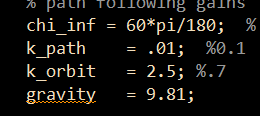 % path following gains
chi_inf = 60*pi/180; %
k_path = .01; %0.1
k_orbit = 2.5; %.7
gravity = 9.81;